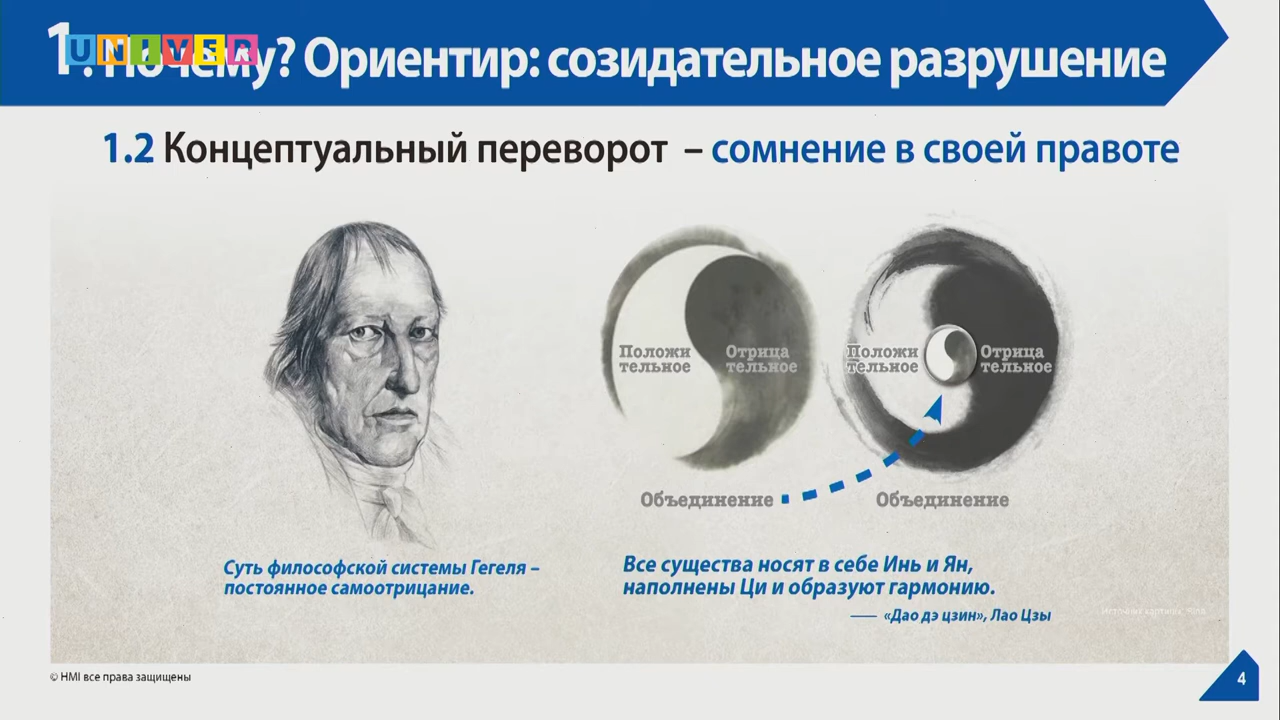 UNIVER
1. Почему? Ориентир: созидательное разрушение
1.2 Концептуальный переворот – сомнение в своей правоте
Положи
тельное
Отрица
тельное
Положи
тельное
Отрица
тельное
Объединение
Объединение
Суть философской системы Гегеля –
постоянное самоотрицание.
Все существа носят в себе Инь и Ян,
наполнены Ци и образуют гармонию.
—— «Дао дэ цзин», Лао Цзы
© HMI все права защищены
4